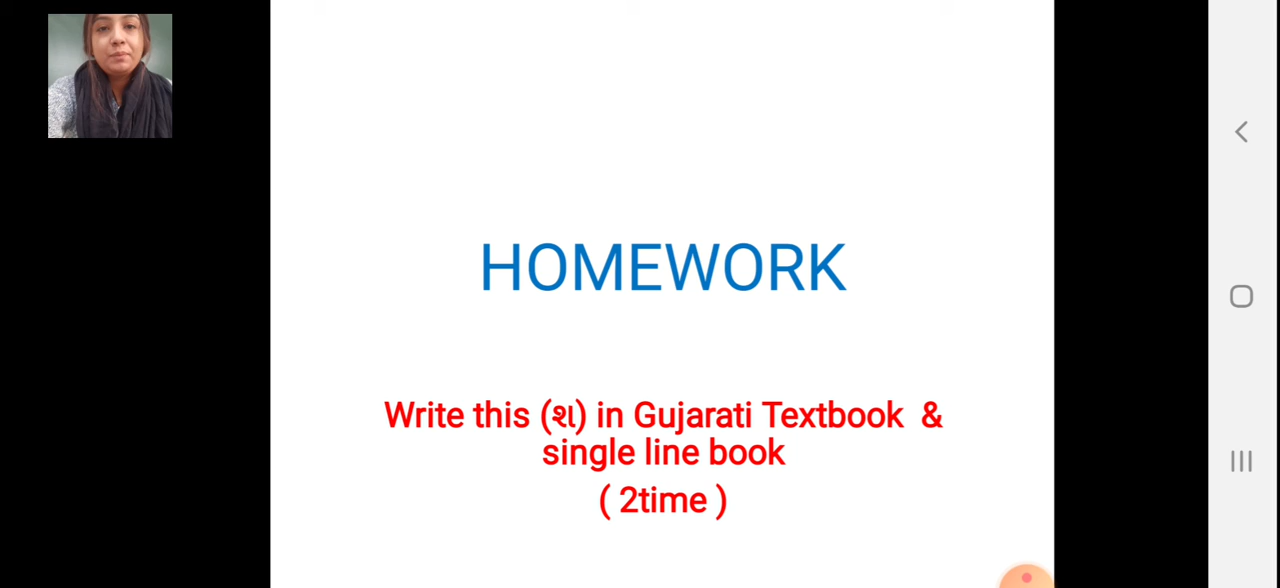 HOMEWORK
Write this (શ) in Gujarati Textbook &
single line book
( 2time )